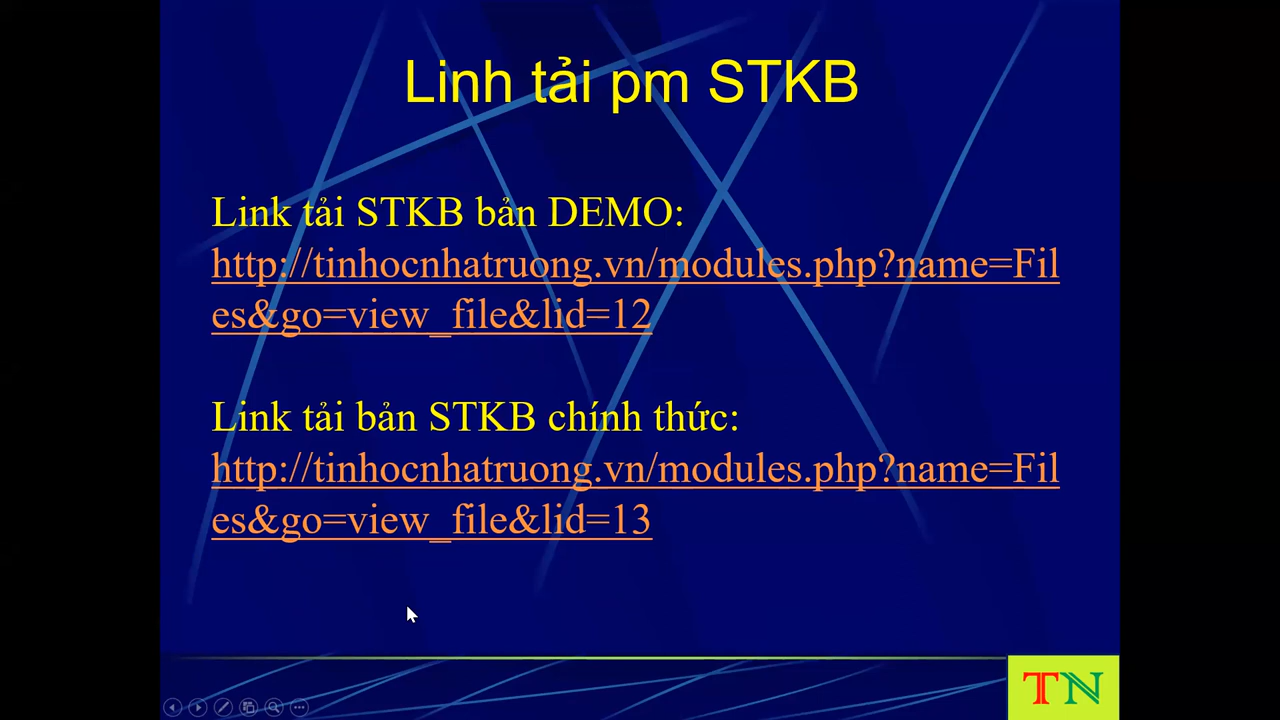 Linh tải pm STKB
Link tải STKB bản DEMO:
http://tinhocnhatruong.vn/modules.php?name=Fil
es&go=view_file&lid=12
Link tải bản STKB chính thức:
http://tinhocnhatruong.vn/modules.php?name=Fil
es&go=view_file&lid=13
TN